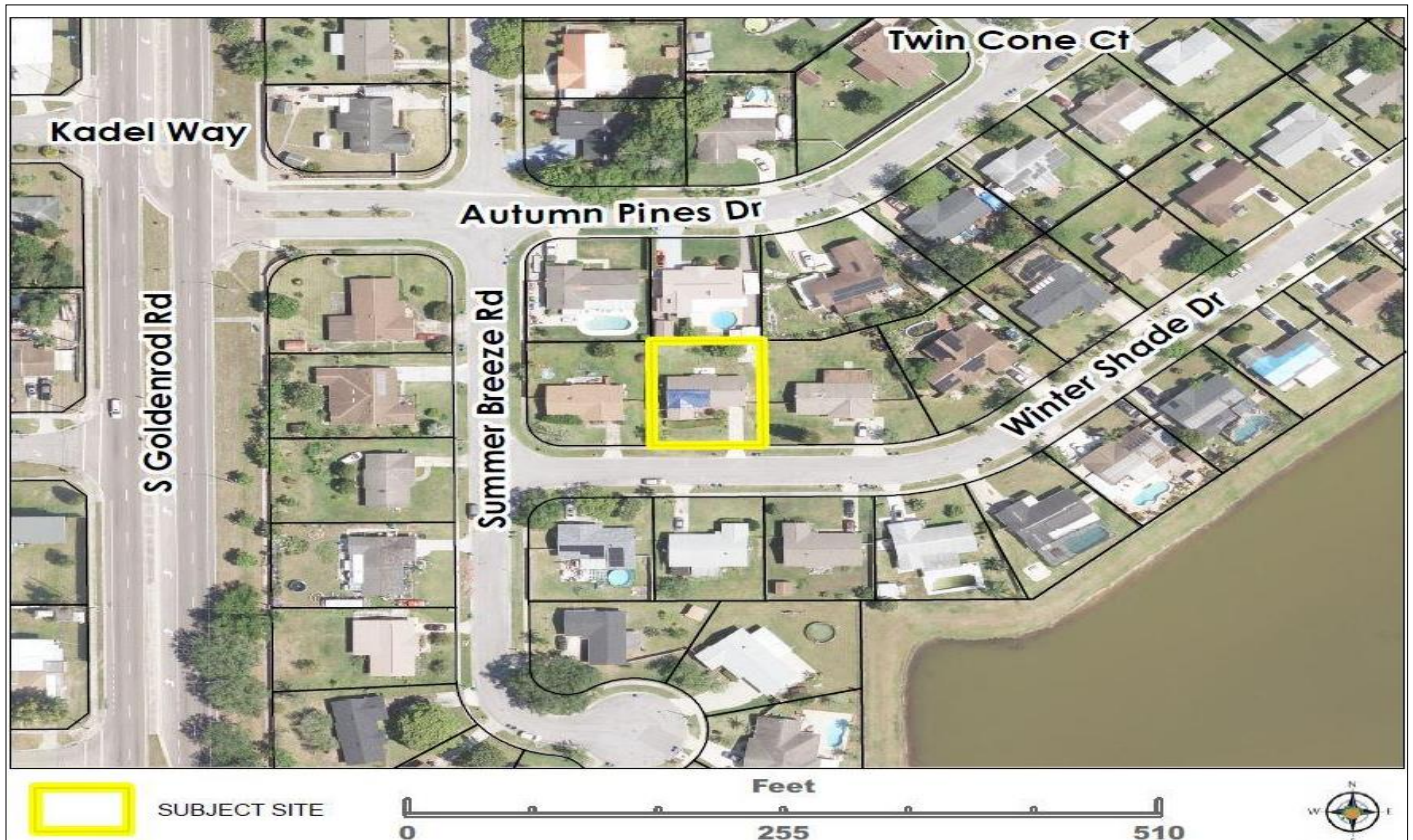 Twin Cone Ct
Kadel Way
Autumn Pines Dr
S Goldenrod Rd
Summer Breeze Rd
Winter Shade Dr
SUBJECT SITE
Feet
0 255 510
N
W E
S